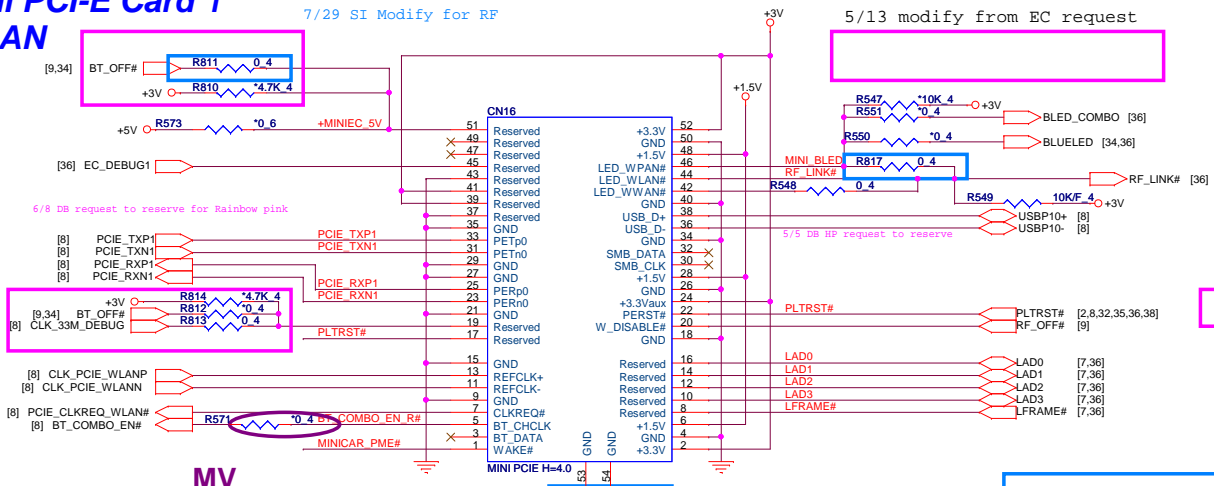 ni PCI-E Card 1
AN
7/29 SI Modify for RF
5/13 modify from EC request
+3V
+1.5V
[9,34] BT_OFF# R811 0_4
+3V R810 *4.7K_4
+5V R573 *0_6 +MINIEC_5V
[36] EC_DEBUG1
6/8 DB request to reserve for Rainbow pink
[8] PCIE_TXP1 PCIE_TXP1
[8] PCIE_TXN1 PCIE_TXN1
[8] PCIE_RXP1 PCIE_RXP1
[8] PCIE_RXN1 PCIE_RXN1
+3V R814 *4.7K_4
[9,34] BT_OFF# R812 *0_4
[8] CLK_33M_DEBUG R813 0_4
PLTRST#
[8] CLK_PCIE_WLANP
[8] CLK_PCIE_WLANN
[8] PCIE_CLKREQ_WLAN#
[8] BT_COMBO_EN# R571 *0_4 BT_COMBO_EN_R#
MINICAR_PME#
MV
CN16
51 Reserved +3.3V 52
49 Reserved GND 50
47 Reserved +1.5V 48
45 Reserved LED_WPAN# 46
43 Reserved LED_WLAN# 44
41 Reserved LED_WWAN# 42
39 Reserved GND 40
37 Reserved USB_D+ 38
35 GND USB_D- 36
33 PETp0 GND 34
31 PETn0 SMB_DATA 32
29 GND SMB_CLK 30
27 GND +1.5V 28
25 PERp0 GND 26
23 PERn0 +3.3Vaux 24
21 GND PERST# 22
19 Reserved W_DISABLE# 20
17 Reserved GND 18
15 GND Reserved 16
13 REFCLK+ Reserved 14
11 REFCLK- Reserved 12
9 GND Reserved 10
7 CLKREQ# Reserved 8
5 BT_CHCLK +1.5V 6
3 BT_DATA GND 4
1 WAKE# +3.3V 2
GND GND
MINI PCIE H=4.0
53 54
R547 *10K_4 +3V
R551 *0_4 BLED_COMBO [36]
R550 *0_4 BLUELED [34,36]
MINI_BLED R817 0_4
RF_LINK# RF_LINK# [36]
R548 0_4
R549 10K/F_4 +3V
USBP10+ [8]
USBP10- [8]
5/5 DB HP request to reserve
PLTRST# PLTRST# [2,8,32,35,36,38]
RF_OFF# [9]
LAD0 LAD0 [7,36]
LAD1 LAD1 [7,36]
LAD2 LAD2 [7,36]
LAD3 LAD3 [7,36]
LFRAME# LFRAME# [7,36]